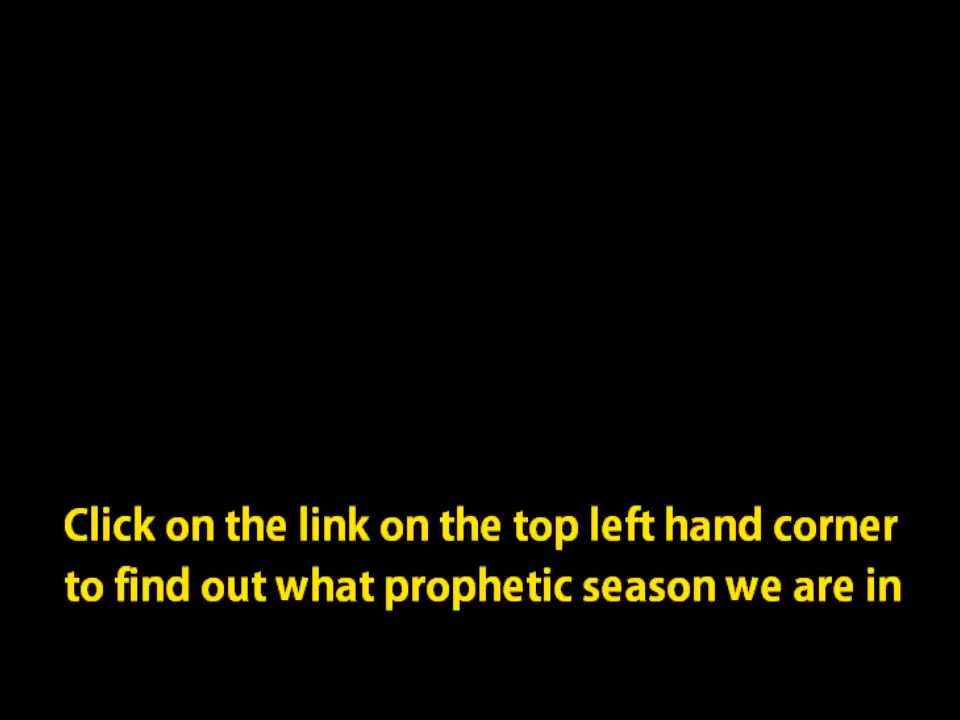 Click on the link on the top left hand corner
to find out what prophetic season we are in